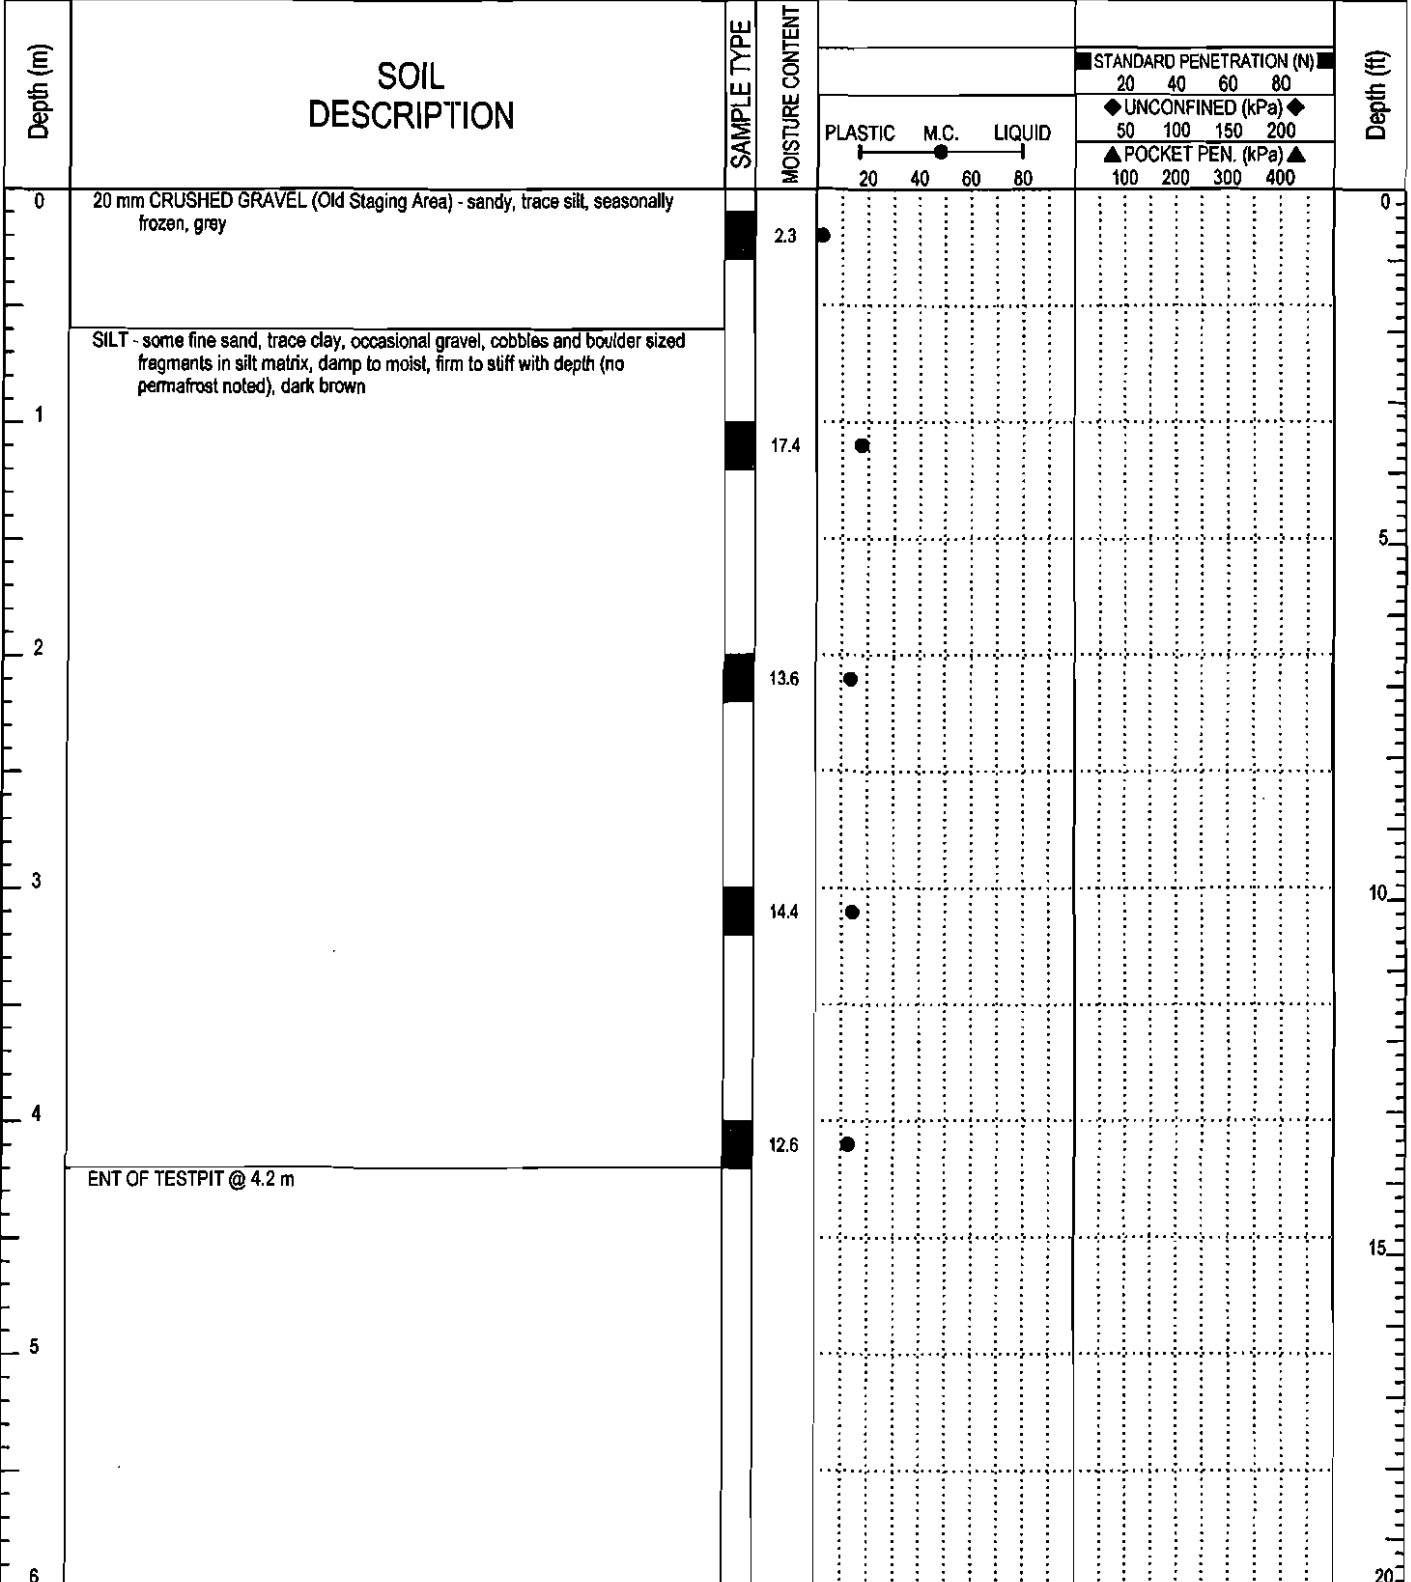 Depth (m)
SOIL
DESCRIPTION
SAMPLE TYPE
MOISTURE CONTENT
PLASTIC M.C. LIQUID
20 40 60 80
■ STANDARD PENETRATION (N) ■
20 40 60 80
◆ UNCONFINED (kPa) ◆
50 100 150 200
▲ POCKET PEN. (kPa) ▲
100 200 300 400
Depth (ft)
0
20 mm CRUSHED GRAVEL (Old Staging Area) - sandy, trace silt, seasonally
frozen, grey
2.3
0
SILT - some fine sand, trace clay, occasional gravel, cobbles and boulder sized
fragments in silt matrix, damp to moist, firm to stiff with depth (no
permafrost noted), dark brown
1
17.4
5
2
13.6
3
14.4
10
4
12.6
ENT OF TESTPIT @ 4.2 m
15
5
6
20